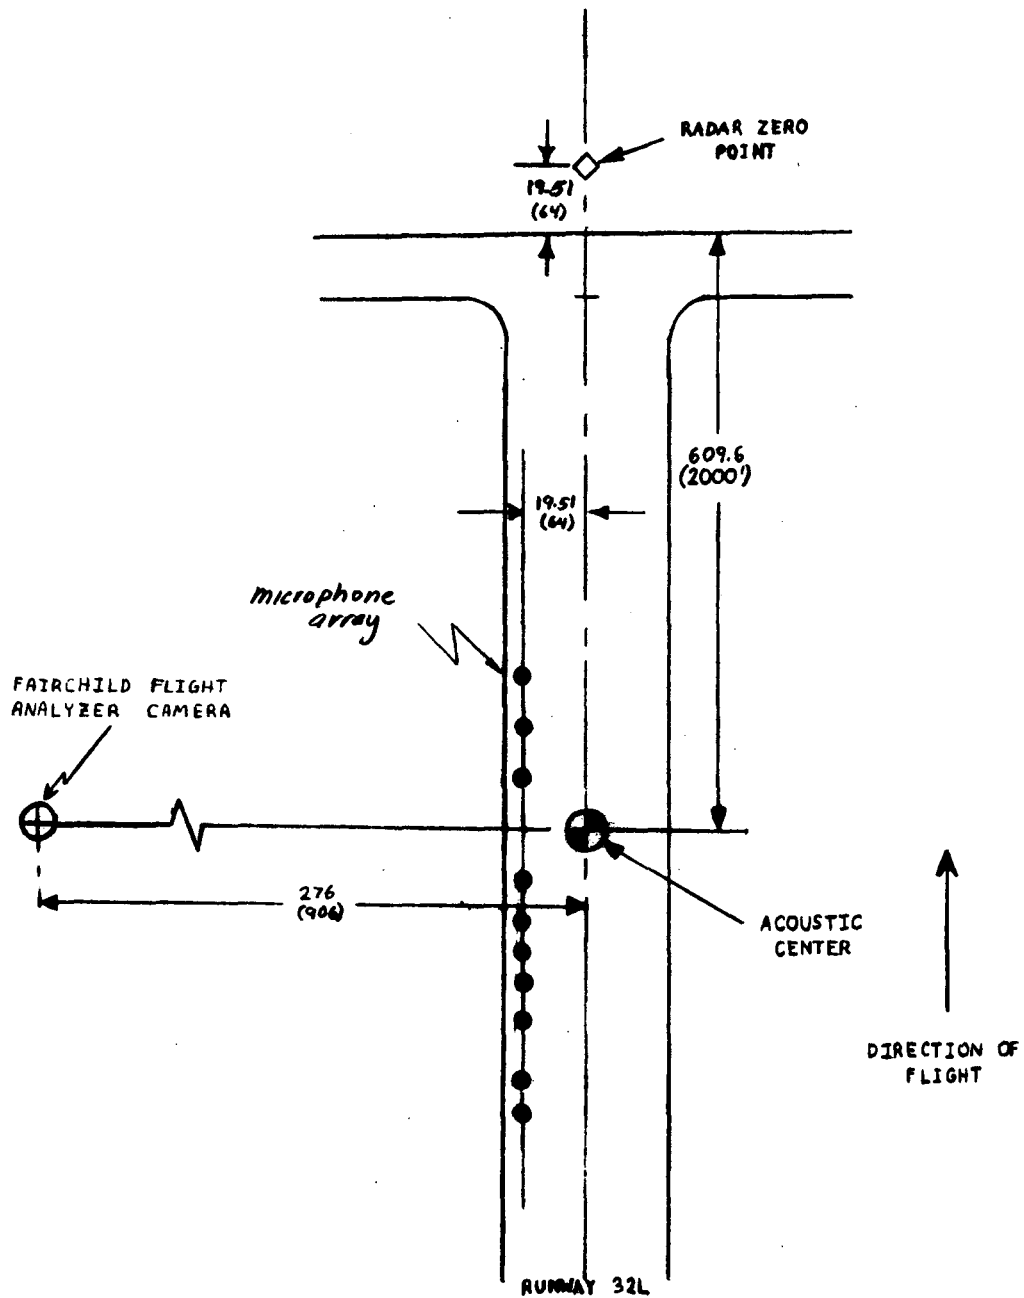 RADAR ZERO
POINT
19.51
(64)
609.6
(2000')
19.51
(64)
microphone
array
FAIRCHILD FLIGHT
ANALYZER CAMERA
276
(906)
ACOUSTIC
CENTER
DIRECTION OF
FLIGHT
RUNWAY 32L